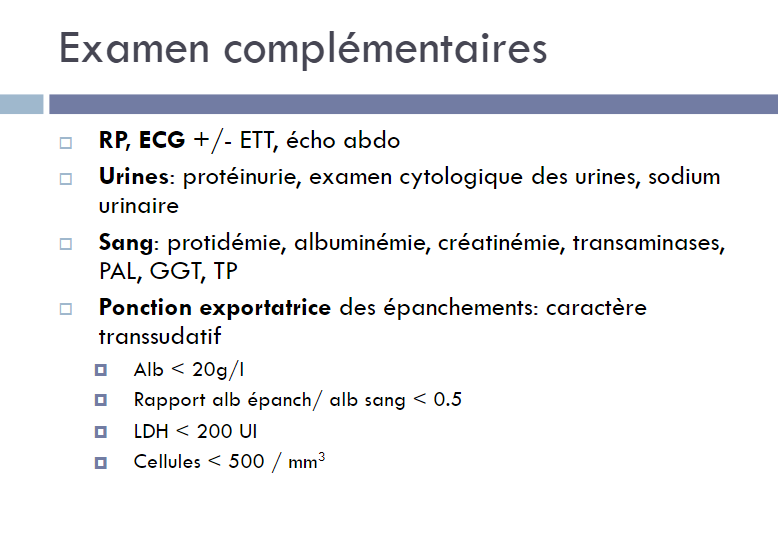 Examen complémentaires
RP, ECG +/- ETT, écho abdo
Urines: protéinurie, examen cytologique des urines, sodium
urinaire
Sang: protidémie, albuminémie, créatinémie, transaminases,
PAL, GGT, TP
Ponction exportatrice des épanchements: caractère
transsudatif
Alb < 20g/l
Rapport alb épanch/ alb sang < 0.5
LDH < 200 UI
Cellules < 500 / mm³